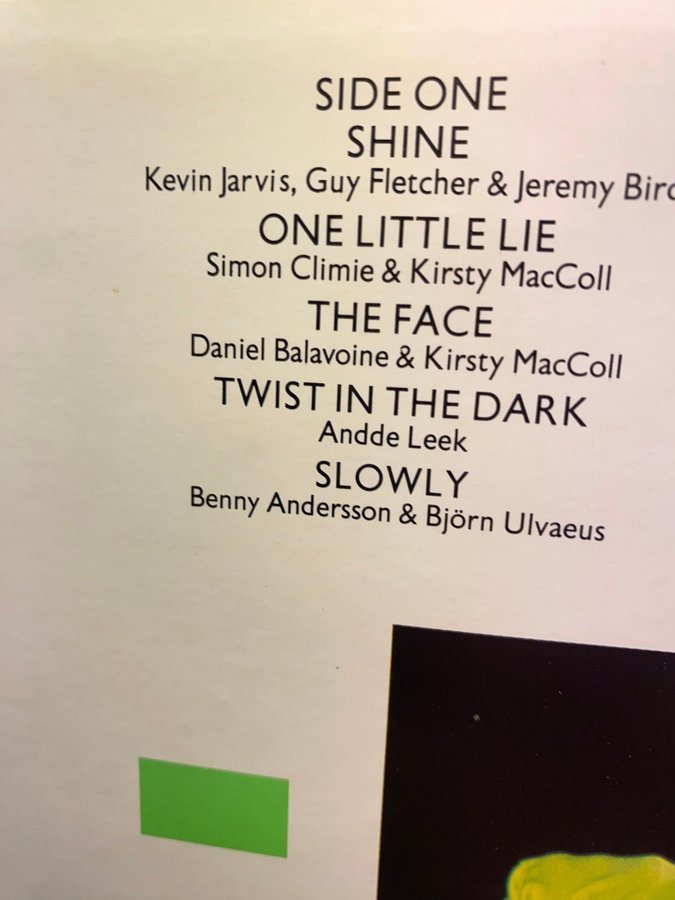 SIDE ONE
SHINE
Kevin Jarvis, Guy Fletcher & Jeremy
ONE LITTLE LIE
Simon Climie & Kirsty MacColl
THE FACE
Daniel Balavoine & Kirsty MacColl
TWIST IN THE DARK
Andde Leek
SLOWLY
Benny Andersson & Björn Ulvaeus